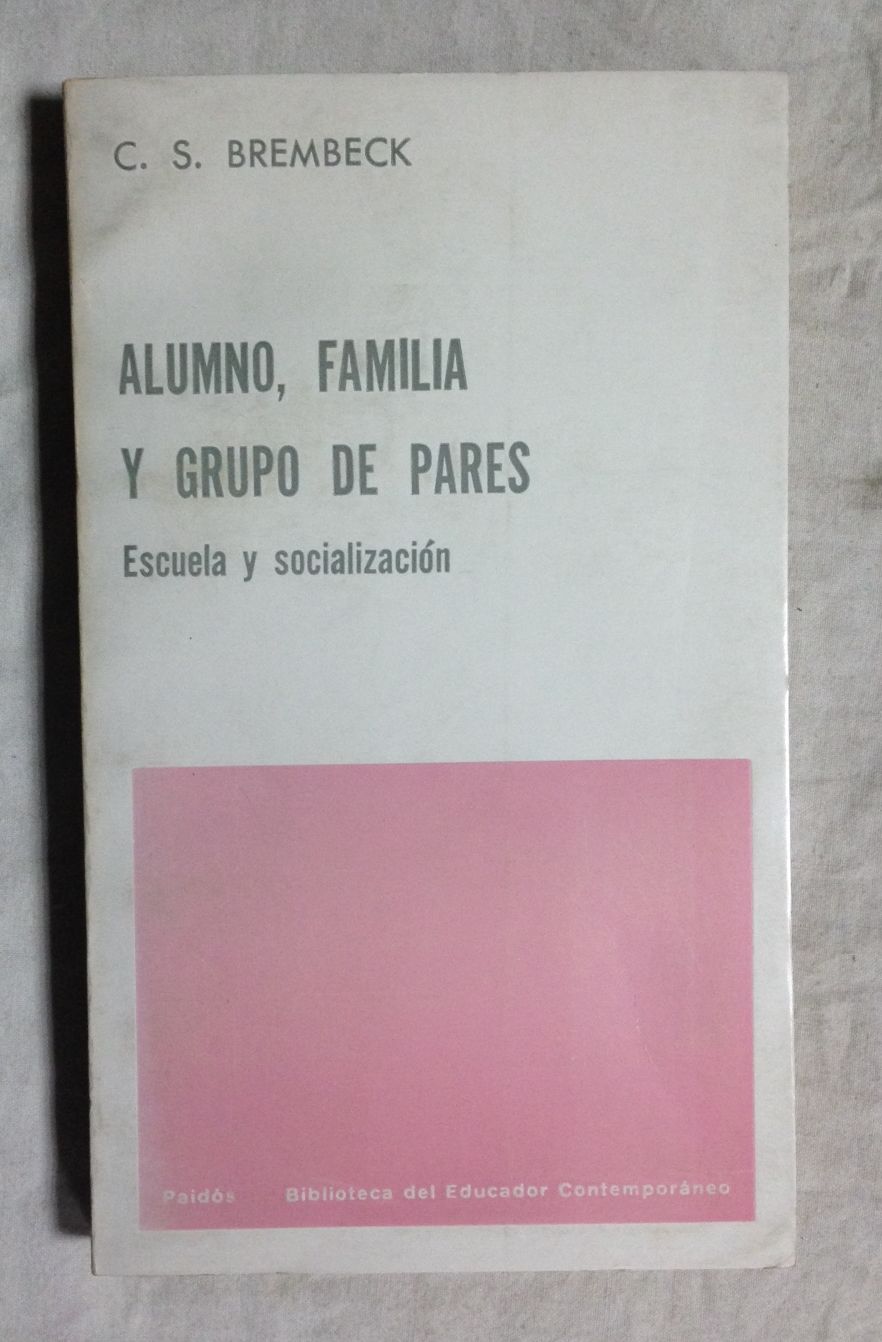 C. S. BREMBECK
ALUMNO, FAMILIA
Y GRUPO DE PARES
Escuela y socialización
Paidós Biblioteca del Educador Contemporáneo